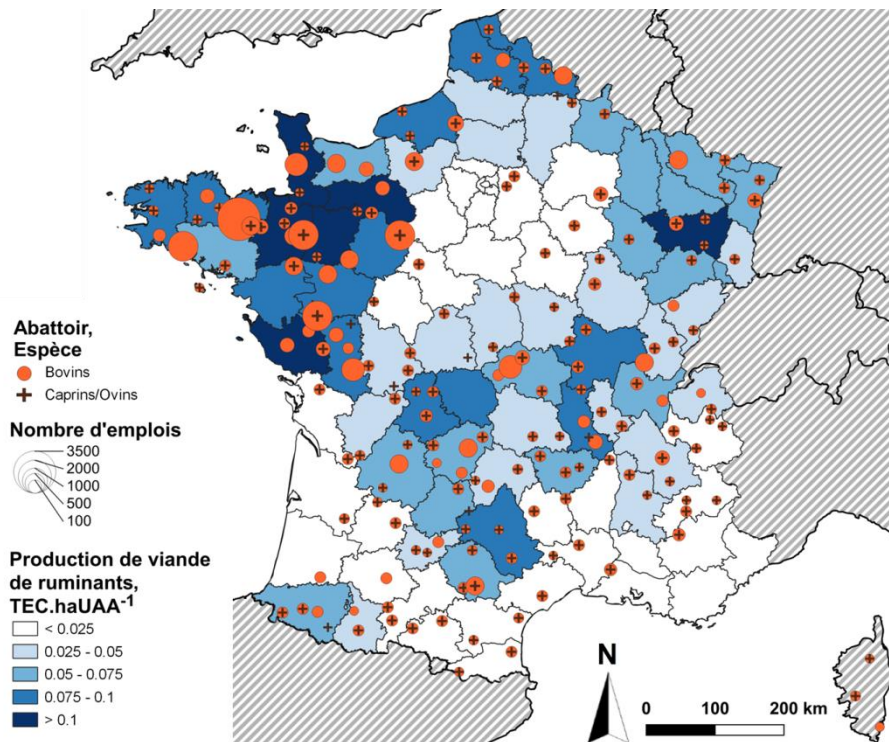 Abattoir,
Espèce
Bovins
Caprins/Ovins
Nombre d'emplois
3500
2000
1000
500
100
Production de viande
de ruminants,
TEC.haUAA⁻¹
< 0.025
0.025 - 0.05
0.05 - 0.075
0.075 - 0.1
> 0.1
N
0 100 200 km